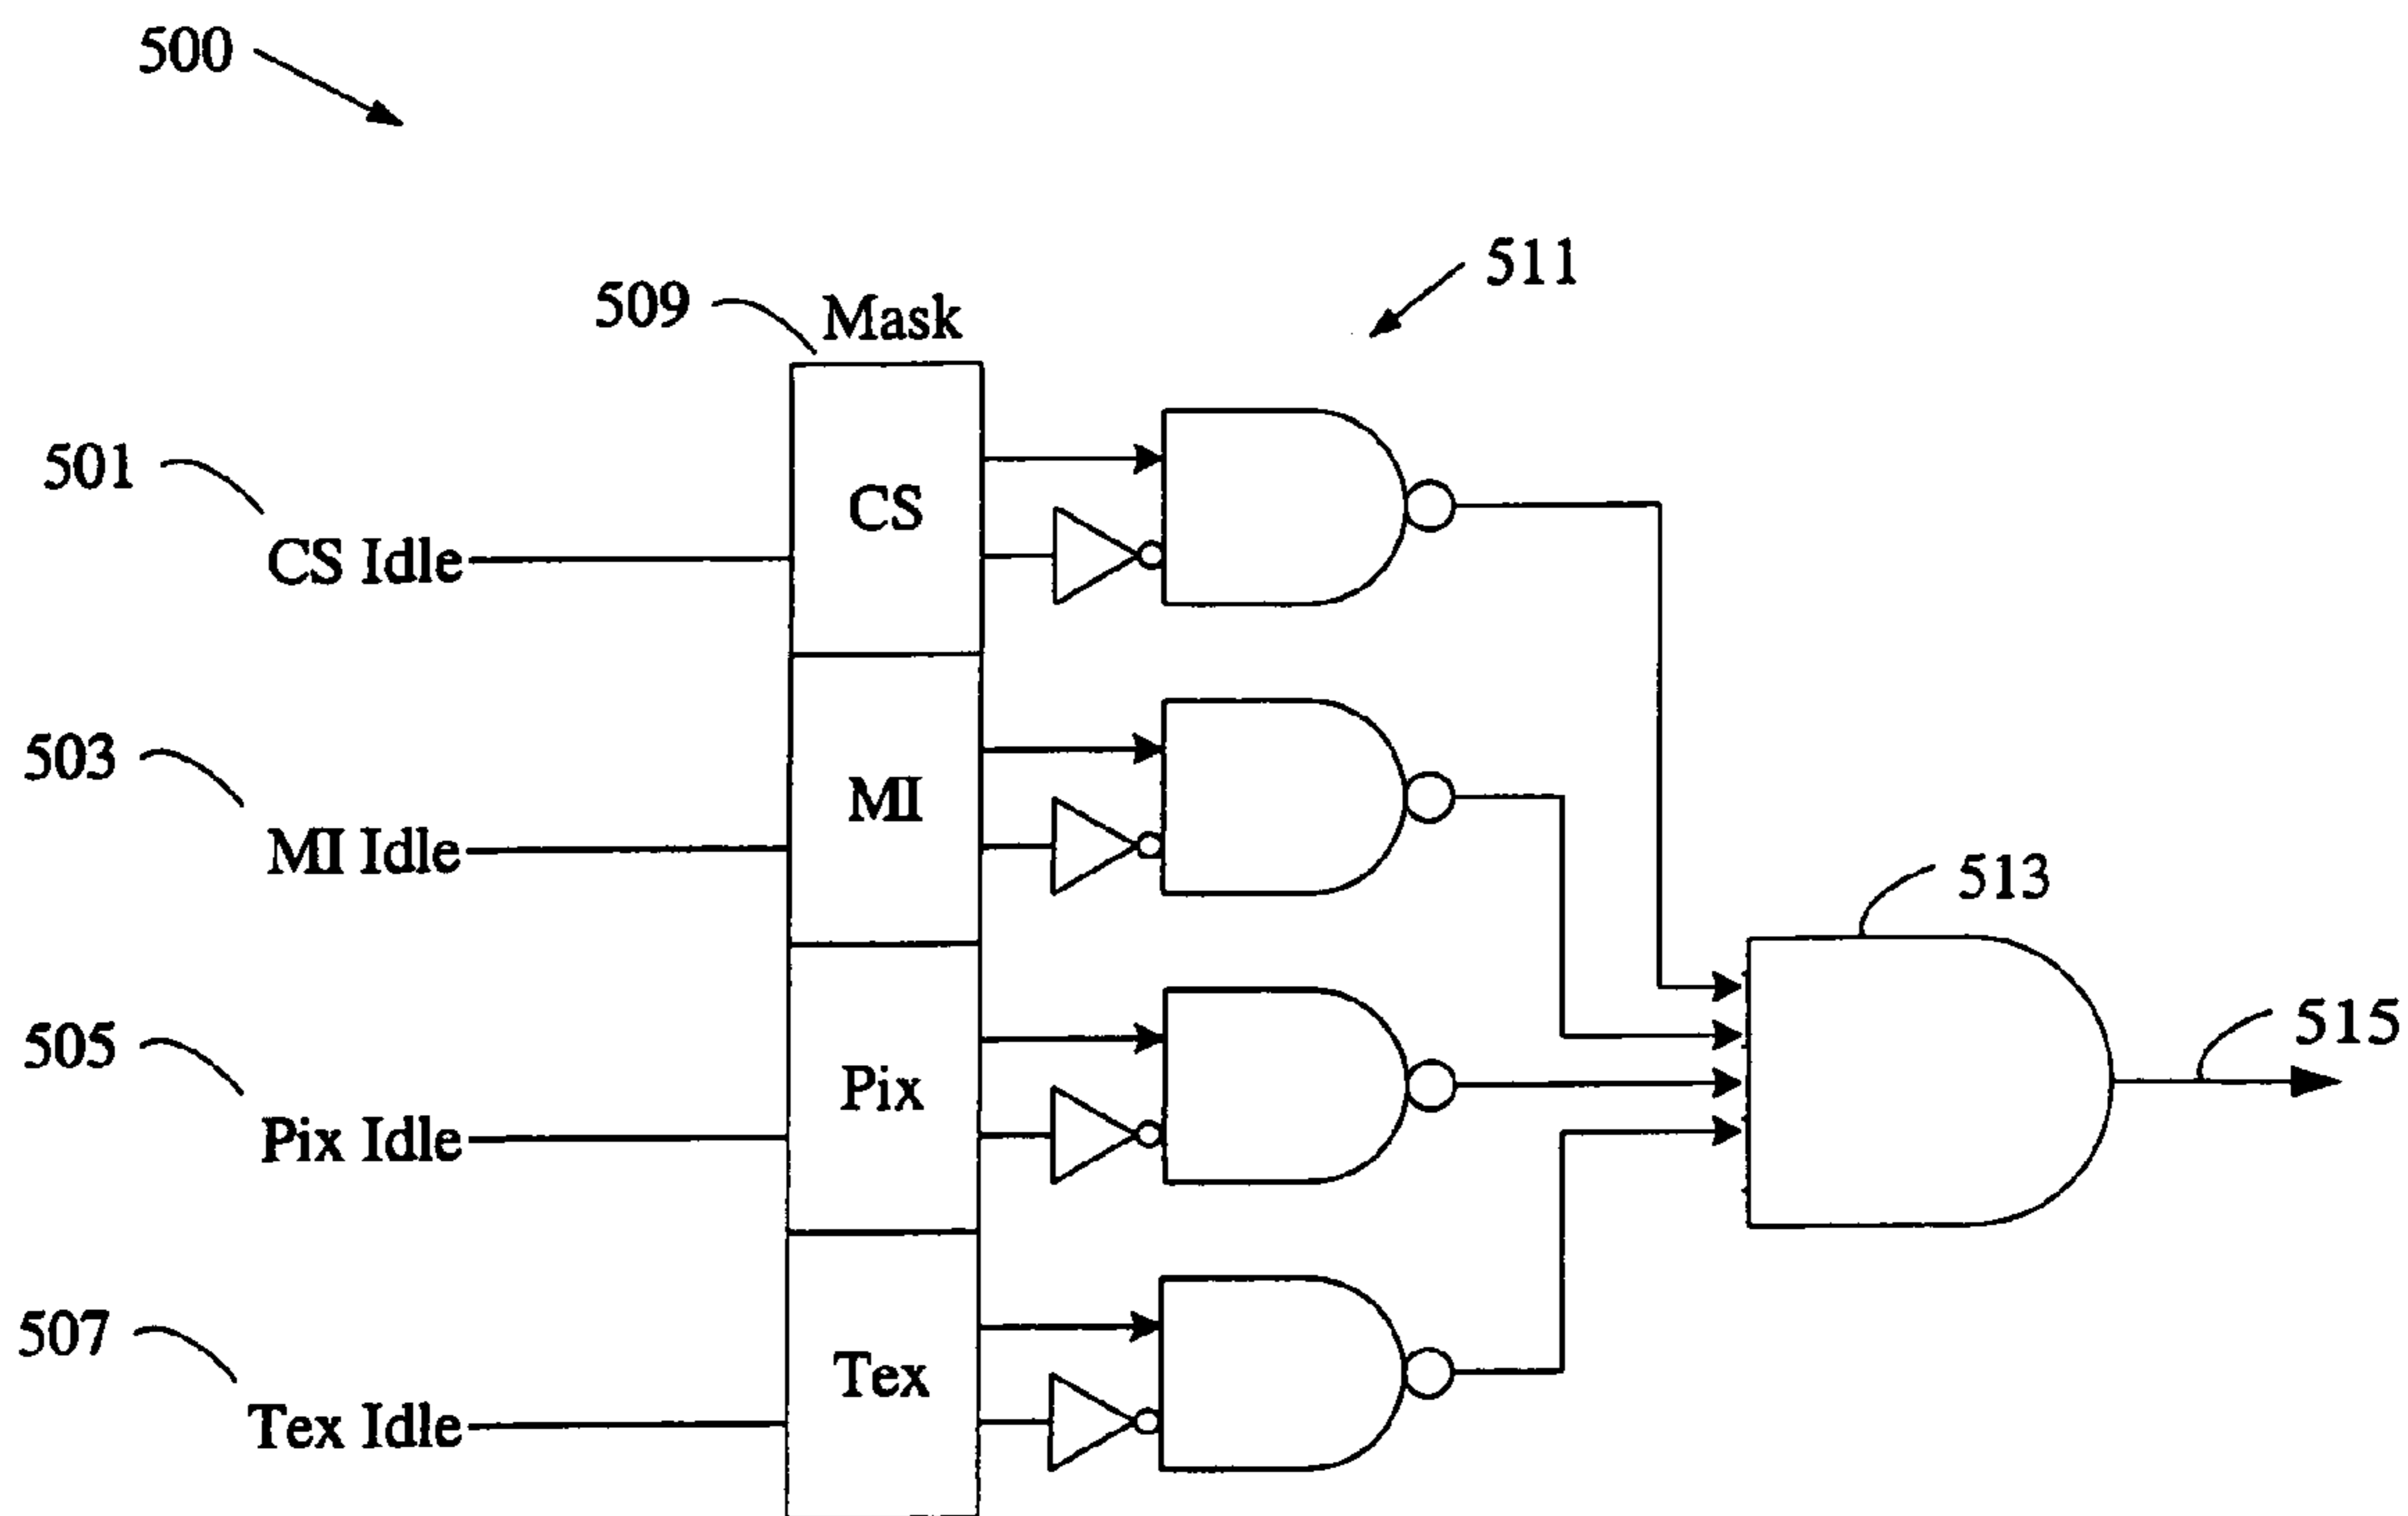 500
511
509
Mask
501
CS
CS Idle
503
MI
MI Idle
513
505
515
Pix
Pix Idle
507
Tex
Tex Idle